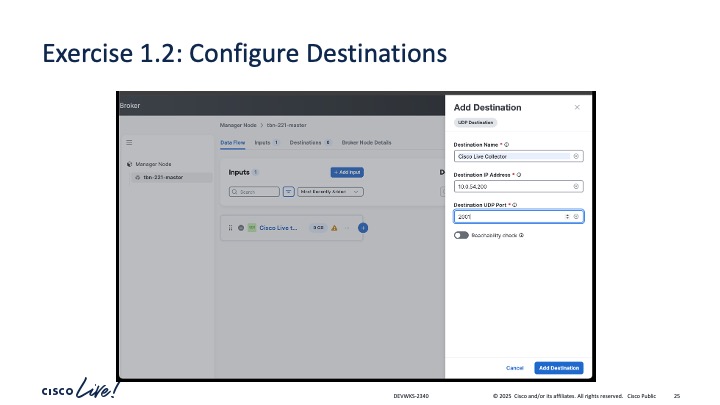 Exercise 1.2: Configure Destinations
Broker
Manager Node > tbn-221-master
Data Flow Inputs 1 Destinations 6 Broker Node Details
Manager Node
tbn-221-master
Inputs 1
+ Add Input
D
Search
Most Recently Added
Cisco Live t...
0 GB
Add Destination
UDP Destination
Destination Name *
Cisco Live Collector
Destination IP Address *
10.0.54.200
Destination UDP Port *
2001
Reachability check
Cancel
Add Destination
CISCO Live!
DEVWKS-2340
© 2025 Cisco and/or its affiliates. All rights reserved. Cisco Public
25